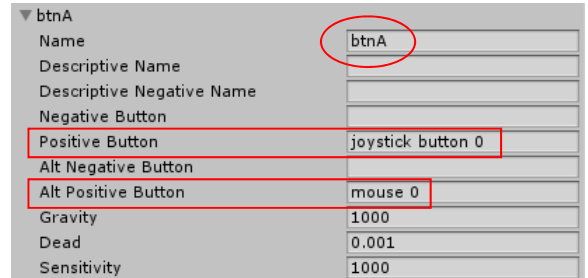 btnA
Name btnA
Descriptive Name
Descriptive Negative Name
Negative Button
Positive Button joystick button 0
Alt Negative Button
Alt Positive Button mouse 0
Gravity 1000
Dead 0.001
Sensitivity 1000